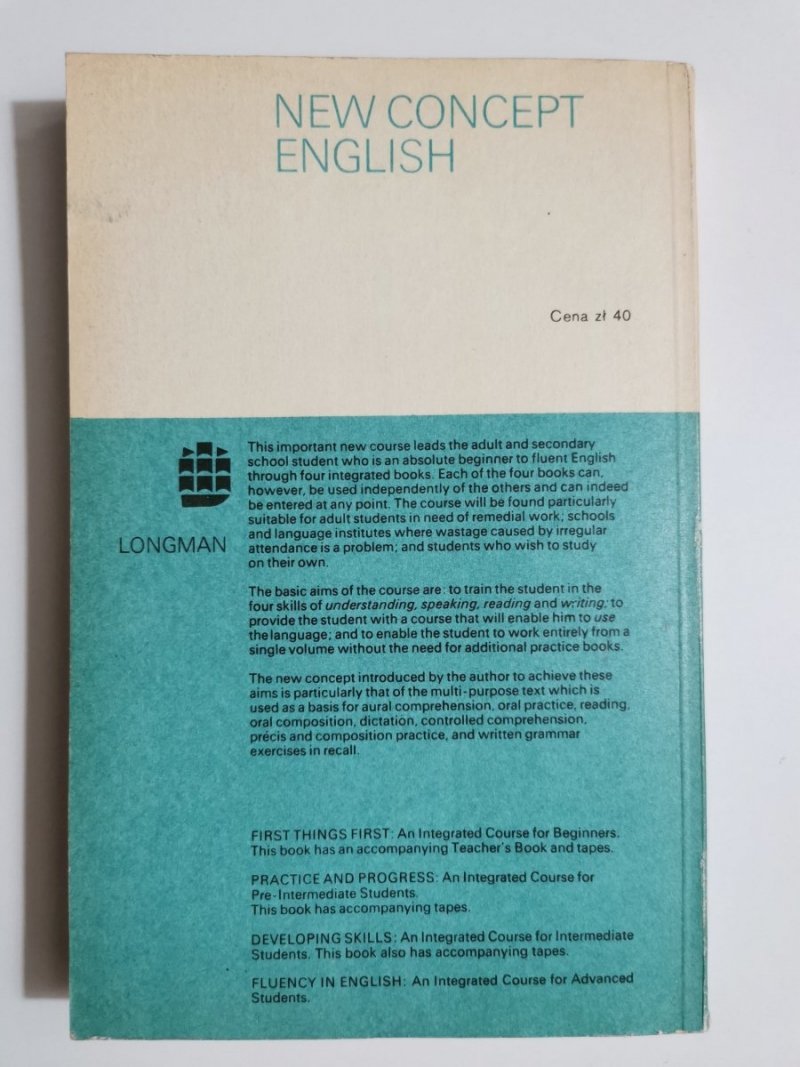 NEW CONCEPT
ENGLISH
Cena zł 40
This important new course leads the adult and secondary
school student who is an absolute beginner to fluent English
through four integrated books. Each of the four books can,
however, be used independently of the others and can indeed
be entered at any point. The course will be found particularly
suitable for adult students in need of remedial work; schools
and language institutes where wastage caused by irregular
attendance is a problem; and students who wish to study
on their own.
LONGMAN
The basic aims of the course are: to train the student in the
four skills of understanding, speaking, reading and writing; to
provide the student with a course that will enable him to use
the language; and to enable the student to work entirely from a
single volume without the need for additional practice books.
The new concept introduced by the author to achieve these
aims is particularly that of the multi-purpose text which is
used as a basis for aural comprehension, oral practice, reading,
oral composition, dictation, controlled comprehension,
précis and composition practice, and written grammar
exercises in recall.
FIRST THINGS FIRST: An Integrated Course for Beginners.
This book has an accompanying Teacher's Book and tapes.
PRACTICE AND PROGRESS: An Integrated Course for
Pre-Intermediate Students.
This book has accompanying tapes.
DEVELOPING SKILLS: An Integrated Course for Intermediate
Students. This book also has accompanying tapes.
FLUENCY IN ENGLISH: An Integrated Course for Advanced
Students.